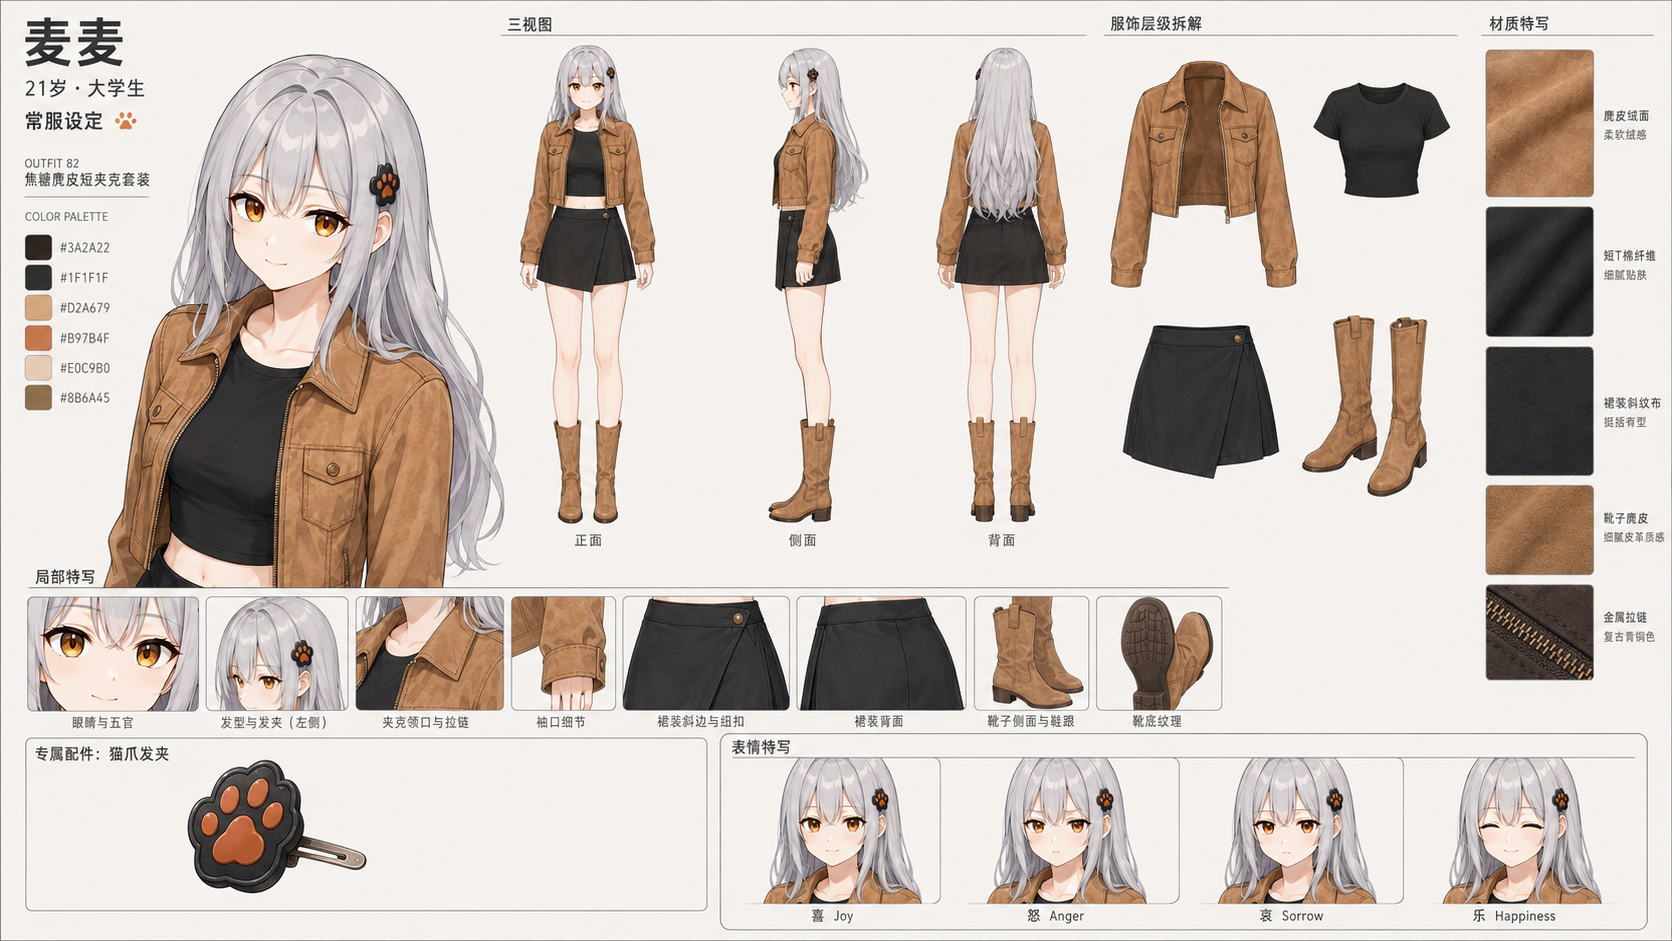 麦麦
21岁·大学生
常服设定
OUTFIT 82
焦糖麂皮短夹克套装
COLOR PALETTE
#3A2A22
#1F1F1F
#D2A679
#B97B4F
#E0C9B0
#8B6A45
三视图
正面
侧面
背面
服饰层级拆解
材质特写
麂皮绒面
柔软绒感
短T棉纤维
细腻贴肤
裙装斜纹布
挺括有型
靴子麂皮
细腻皮革质感
金属拉链
复古青铜色
局部特写
眼睛与五官
发型与发夹（左侧）
夹克领口与拉链
袖口细节
裙装斜边与纽扣
裙装背面
靴子侧面与鞋跟
靴底纹理
专属配件：猫爪发夹
表情特写
喜 Joy
怒 Anger
哀 Sorrow
乐 Happiness